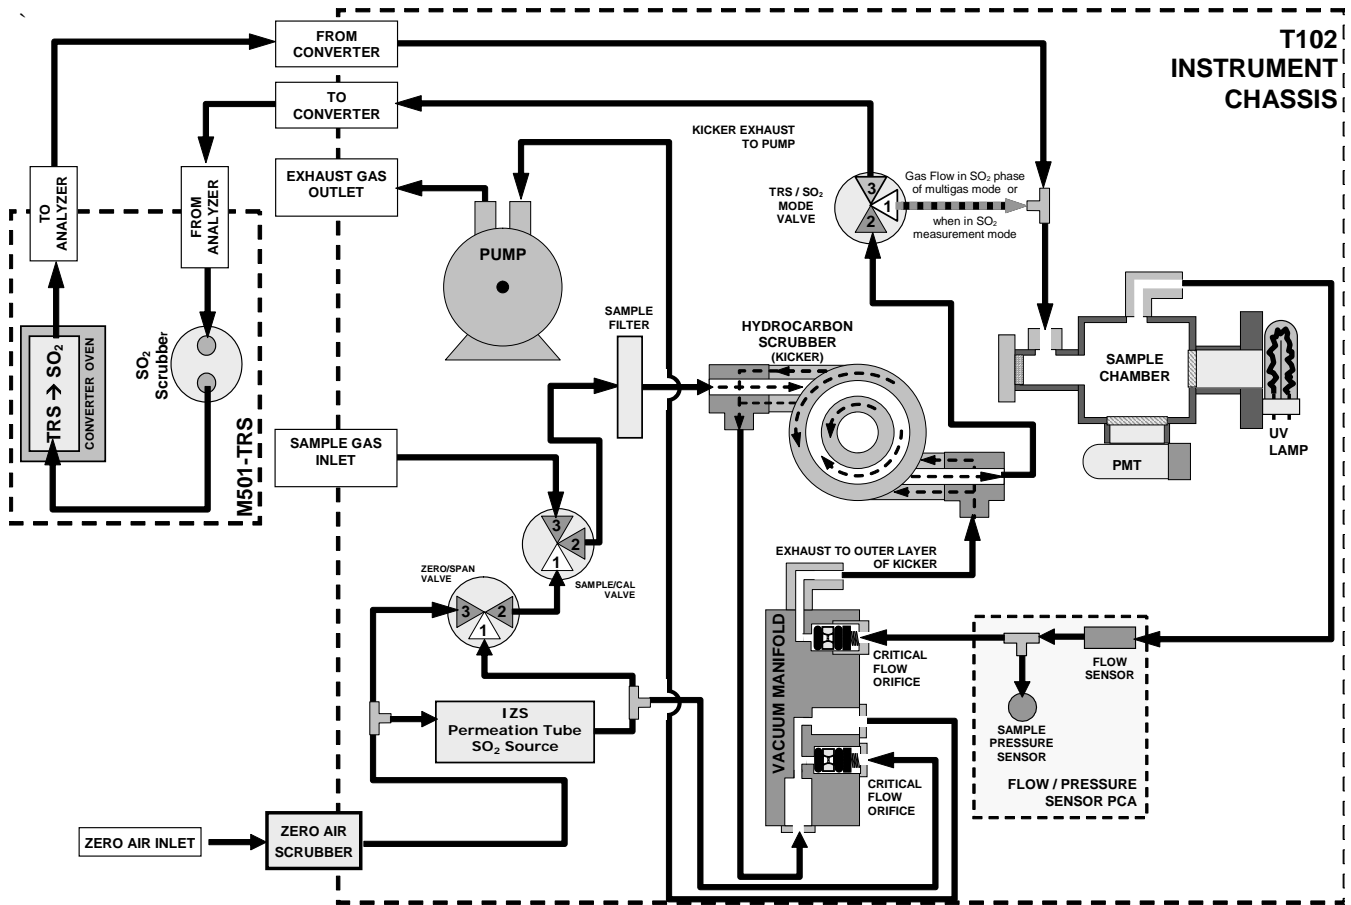 `
T102
INSTRUMENT
CHASSIS
FROM
CONVERTER
TO
CONVERTER
KICKER EXHAUST
TO PUMP
EXHAUST GAS
OUTLET
TRS / SO2
MODE
VALVE
3
1
2
Gas Flow in SO2 phase
of multigas mode or
when in SO2
measurement mode
TO
ANALYZER
FROM
ANALYZER
PUMP
SAMPLE
FILTER
HYDROCARBON
SCRUBBER
(KICKER)
SAMPLE
CHAMBER
UV
LAMP
PMT
TRS → SO2
CONVERTER OVEN
SO2
Scrubber
M501-TRS
SAMPLE GAS
INLET
3
2
1
SAMPLE/CAL
VALVE
ZERO/SPAN
VALVE
3
2
1
EXHAUST TO OUTER LAYER
OF KICKER
VACUUM MANIFOLD
CRITICAL
FLOW
ORIFICE
FLOW
SENSOR
SAMPLE
PRESSURE
SENSOR
FLOW / PRESSURE
SENSOR PCA
CRITICAL
FLOW
ORIFICE
IZS
Permeation Tube
SO2 Source
ZERO AIR INLET
ZERO AIR
SCRUBBER